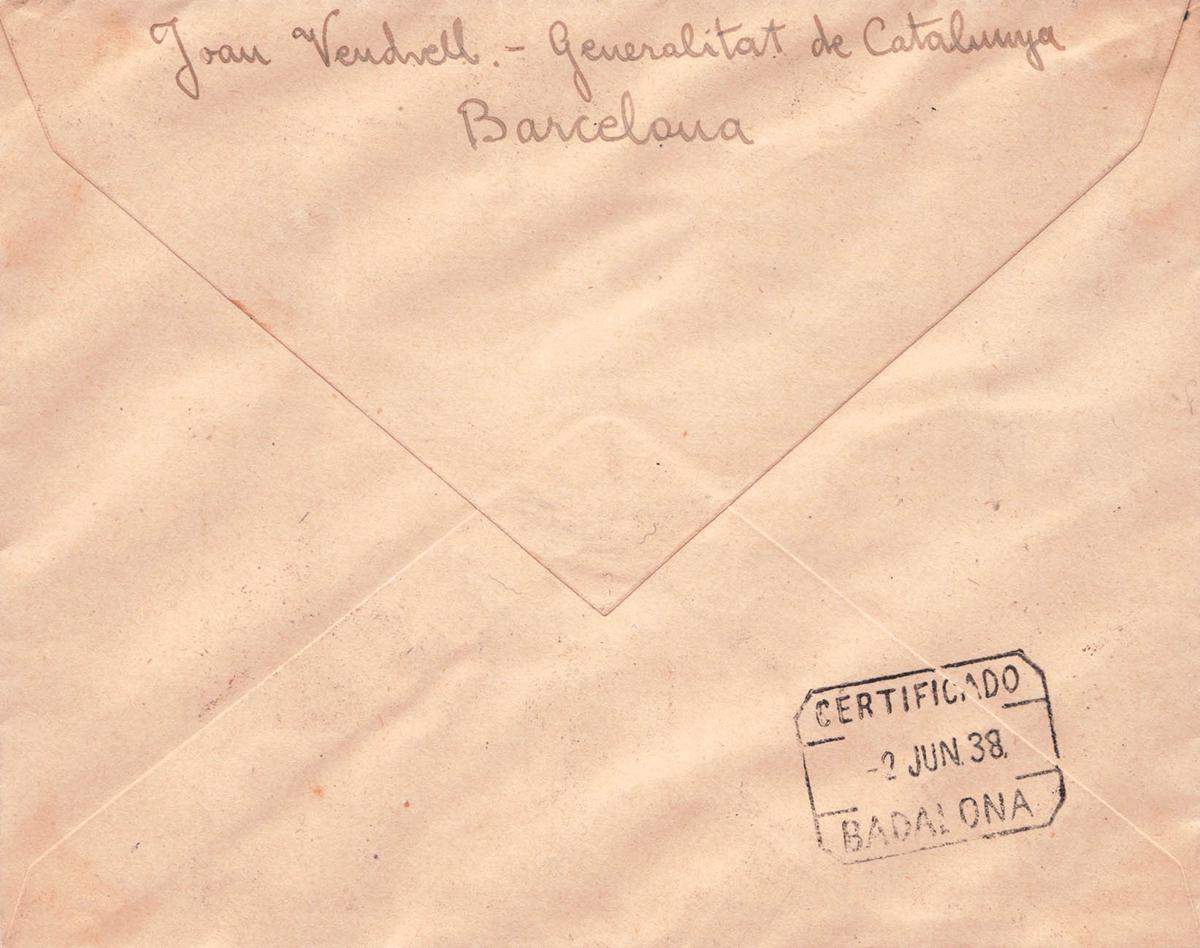 Joan Vendrell. - Generalitat de Catalunya
Barcelona
CERTIFICADO
-2 JUN. 38
BADALONA